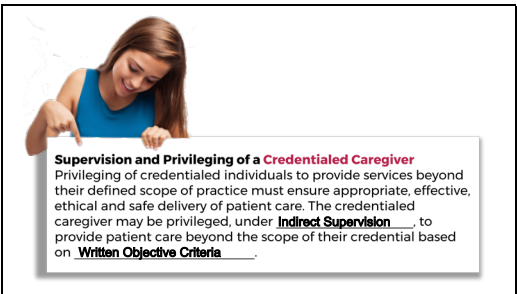 Supervision and Privileging of a Credentialed Caregiver
Privileging of credentialed individuals to provide services beyond
their defined scope of practice must ensure appropriate, effective,
ethical and safe delivery of patient care. The credentialed
caregiver may be privileged, under Indirect Supervision, to
provide patient care beyond the scope of their credential based
on Written Objective Criteria.